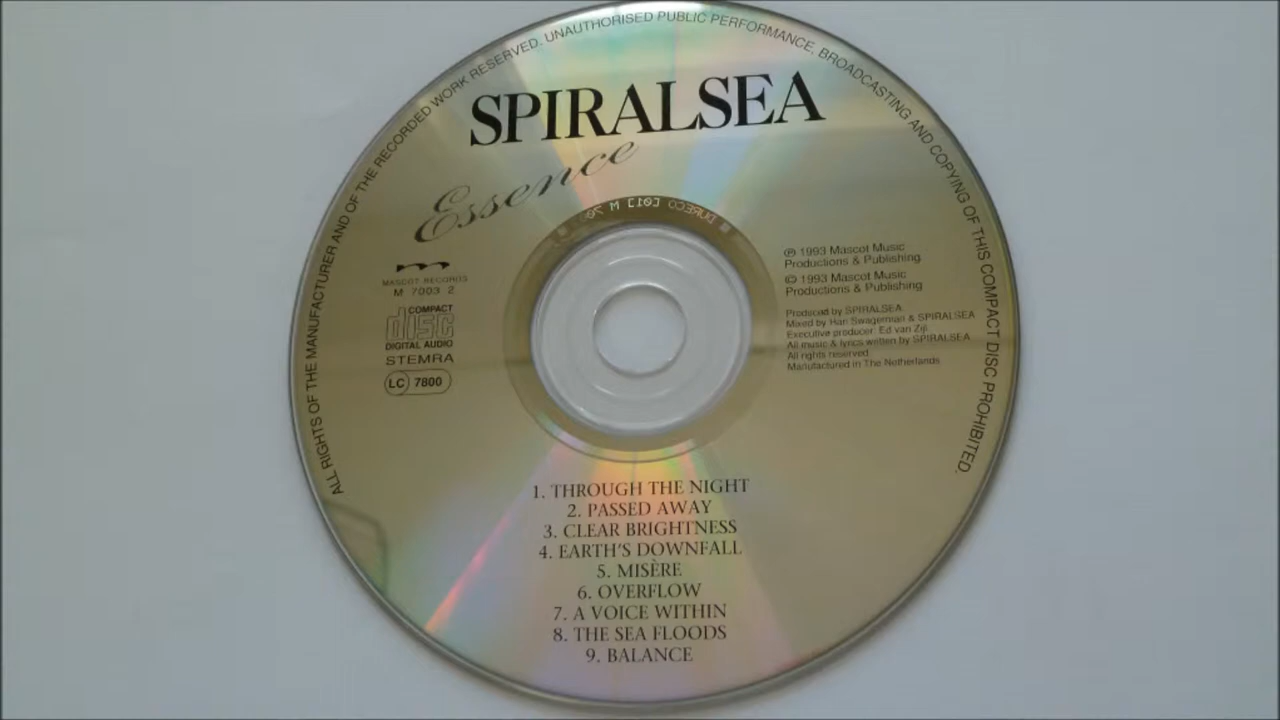 ALL RIGHTS OF THE MANUFACTURER AND OF THE RECORDED WORK RESERVED. UNAUTHORISED PUBLIC PERFORMANCE, BROADCASTING AND COPYING OF THIS COMPACT DISC PROHIBITED.
SPIRALSEA
Essence
MASCOT RECORDS
M 7003 2
COMPACT
disc
DIGITAL AUDIO
STEMRA
LC 7800
℗ 1993 Mascot Music
Productions & Publishing
© 1993 Mascot Music
Productions & Publishing
Produced by SPIRALSEA
Mixed by Han Swagerman & SPIRALSEA
Executive producer: Ed van Zijl
All music & lyrics written by SPIRALSEA
All rights reserved
Manufactured in The Netherlands
1. THROUGH THE NIGHT
2. PASSED AWAY
3. CLEAR BRIGHTNESS
4. EARTH'S DOWNFALL
5. MISÈRE
6. OVERFLOW
7. A VOICE WITHIN
8. THE SEA FLOODS
9. BALANCE